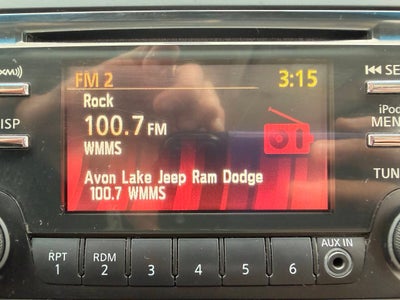 ((xm))
FM 2 3:15
Rock
100.7 FM
WMMS
Avon Lake Jeep Ram Dodge
100.7 WMMS
ISP
SE
iPod
MEN
TUN
AUX IN
RPT RDM
1 2 3 4 5 6